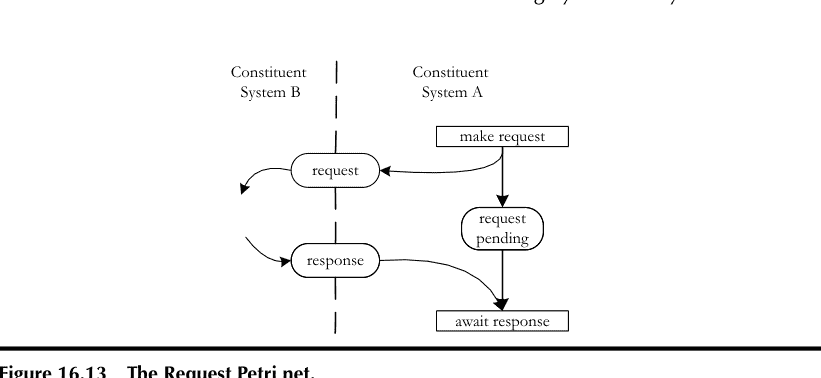 Constituent
System B
Constituent
System A
make request
request
request
pending
response
await response
Figure 16.13 The Request Petri net.